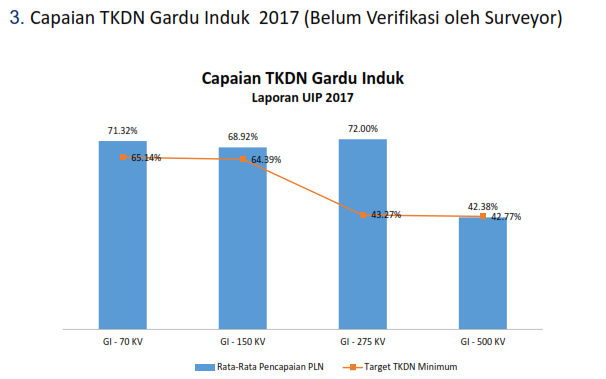 3. Capaian TKDN Gardu Induk 2017 (Belum Verifikasi oleh Surveyor)
Capaian TKDN Gardu Induk
Laporan UIP 2017
71.32%
68.92%
72.00%
42.38%
65.14%
64.39%
43.27%
42.77%
GI - 70 KV
GI - 150 KV
GI - 275 KV
GI - 500 KV
Rata-Rata Pencapaian PLN
Target TKDN Minimum